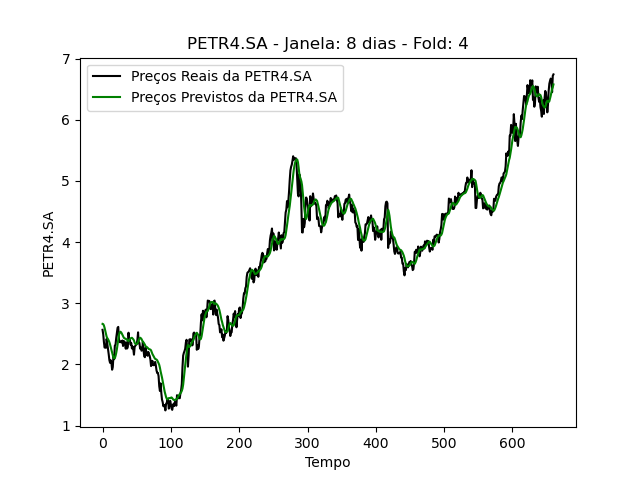 PETR4.SA - Janela: 8 dias - Fold: 4
Preços Reais da PETR4.SA
Preços Previstos da PETR4.SA
7
6
5
4
3
2
1
PETR4.SA
0 100 200 300 400 500 600
Tempo